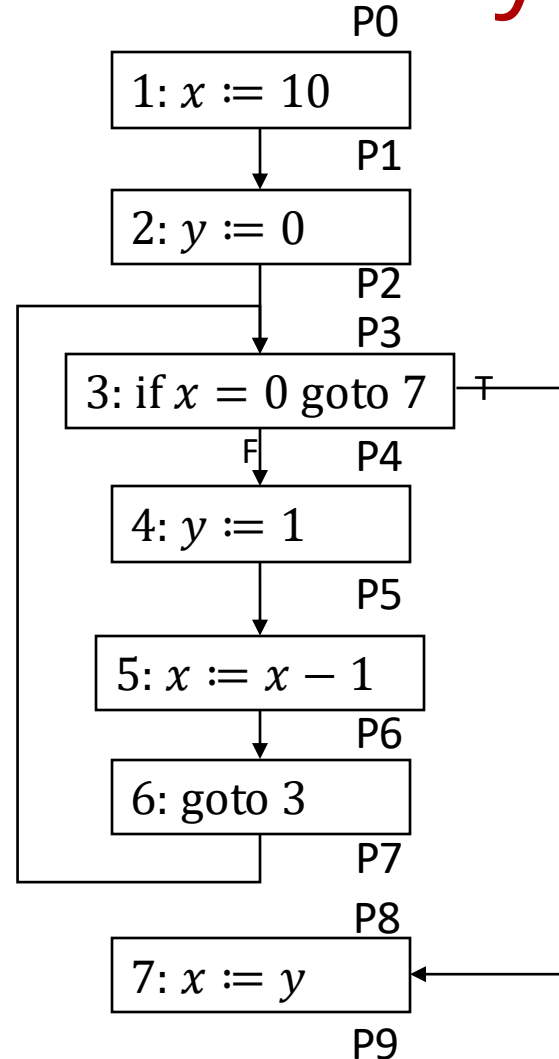 P0
1: x := 10
P1
2: y := 0
P2
P3
3: if x = 0 goto 7
T
F
P4
4: y := 1
P5
5: x := x − 1
P6
6: goto 3
P7
P8
7: x := y
P9